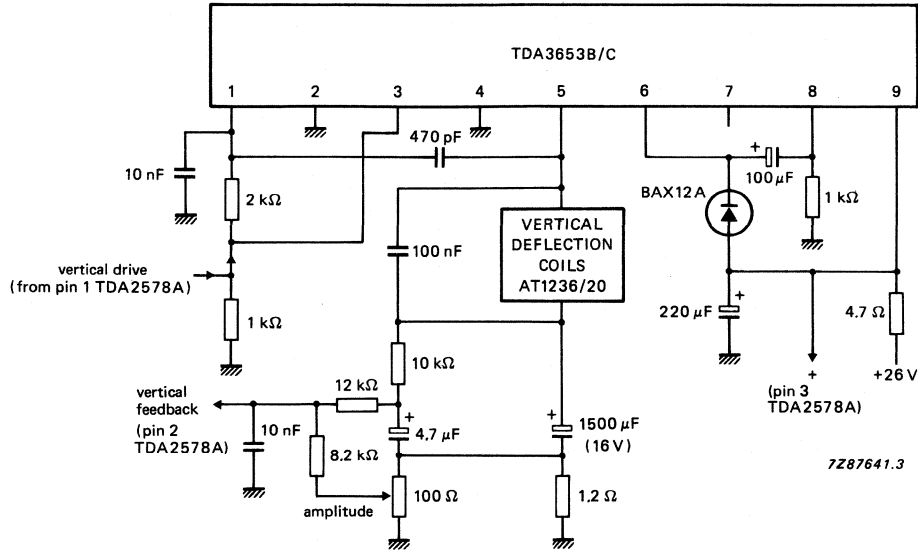 TDA3653B/C
1 2 3 4 5 6 7 8 9
470 pF
10 nF
+
100 µF
BAX12A
2 kΩ
1 kΩ
100 nF
VERTICAL
DEFLECTION
COILS
AT1236/20
vertical drive
(from pin 1 TDA2578A)
1 kΩ
220 µF
+
4.7 Ω
10 kΩ
+
+26 V
(pin 3
TDA2578A)
12 kΩ
vertical
feedback
(pin 2
TDA2578A)
10 nF
+
4,7 µF
+
1500 µF
(16 V)
8.2 kΩ
7Z87641.3
100 Ω
1,2 Ω
amplitude